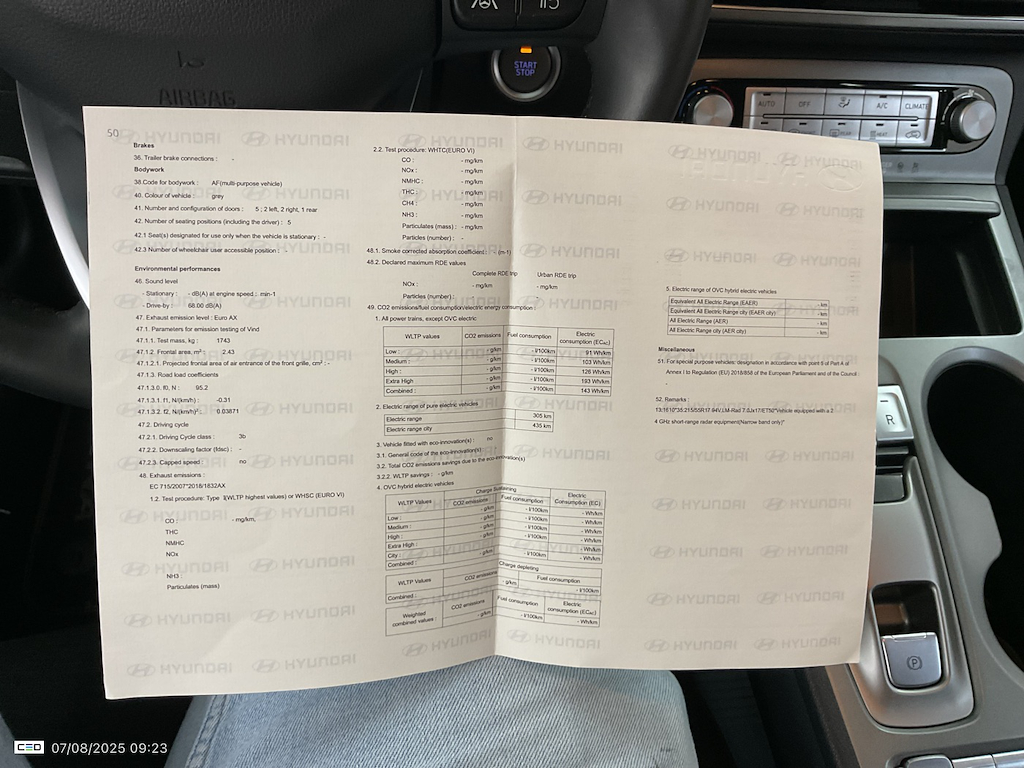 START
STOP
AIRBAG
AUTO OFF A/C CLIMATE
REAR HEAT
R
P
50
HYUNDAI
Brakes
36. Trailer brake connections : -
Bodywork
38.Code for bodywork : AF(multi-purpose vehicle)
40. Colour of vehicle : grey
41. Number and configuration of doors : 5 ; 2 left, 2 right, 1 rear
42. Number of seating positions (including the driver) : 5
42.1 Seat(s) designated for use only when the vehicle is stationary : -
42.3 Number of wheelchair user accessible position : -
Environmental performances
46. Sound level
- Stationary : - dB(A) at engine speed : min-1
- Drive-by : 68.00 dB(A)
47. Exhaust emission level : Euro AX
47.1. Parameters for emission testing of Vind
47.1.1. Test mass, kg : 1743
47.1.2. Frontal area, m² : 2.43
47.1.2.1. Projected frontal area of air entrance of the front grille, cm² : -
47.1.3. Road load coefficients
47.1.3.0. f0, N : 95.2
47.1.3.1. f1, N/(km/h) : -0.31
47.1.3.2. f2, N/(km/h)² : 0.03871
47.2. Driving cycle
47.2.1. Driving Cycle class : 3b
47.2.2. Downscaling factor (fdsc) : -
47.2.3. Capped speed : no
48. Exhaust emissions :
EC 715/2007*2018/1832AX
1.2. Test procedure: Type I(WLTP highest values) or WHSC (EURO VI)
CO : - mg/km,
THC
NMHC
NOx
NH3 :
Particulates (mass)
2.2. Test procedure: WHTC(EURO VI)
CO : - mg/km
NOx : - mg/km
NMHC : - mg/km
THC : - mg/km
CH4 : - mg/km
NH3 : - mg/km
Particulates (mass) : - mg/km
Particles (number) : -
48.1. Smoke corrected absorption coefficient : - (m-1)
48.2. Declared maximum RDE values
Complete RDE trip Urban RDE trip
NOx : - mg/km - mg/km
Particles (number) : -
49. CO2 emissions/fuel consumption/electric energy consumption :
1. All power trains, except OVC electric
WLTP values CO2 emissions Fuel consumption Electric consumption (ECAC)
Low : - g/km - l/100km 91 Wh/km
Medium : - g/km - l/100km 103 Wh/km
High : - g/km - l/100km 126 Wh/km
Extra High - g/km - l/100km 193 Wh/km
Combined : - g/km - l/100km 143 Wh/km
2. Electric range of pure electric vehicles
Electric range 305 km
Electric range city 435 km
3. Vehicle fitted with eco-innovation(s) : no
3.1. General code of the eco-innovation(s)
3.2. Total CO2 emissions savings due to the eco-innovation(s)
3.2.2. WLTP savings : - g/km
4. OVC hybrid electric vehicles
Charge Sustaining
WLTP Values CO2 emissions Fuel consumption Electric Consumption (EC)
Low : - g/km - l/100km - Wh/km
Medium : - g/km - l/100km - Wh/km
High : - g/km - l/100km - Wh/km
Extra High : - g/km - l/100km - Wh/km
City : - g/km - l/100km - Wh/km
Combined :
Charge depleting
WLTP Values CO2 emissions Fuel consumption
Combined : - g/km - l/100km
Weighted combined values : CO2 emissions Fuel consumption Electric consumption (ECAC)
- g/km - l/100km - Wh/km
5. Electric range of OVC hybrid electric vehicles
Equivalent All Electric Range (EAER) - km
Equivalent All Electric Range city (EAER city) - km
All Electric Range (AER) - km
All Electric Range city (AER city) - km
Miscellaneous
51. For special purpose vehicles: designation in accordance with point 5 of Part A of
Annex I to Regulation (EU) 2018/858 of the European Parliament and of the Council :
-
52. Remarks :
13:1610*35:215/55R17 94V,LM-Rad 7.0Jx17/ET50*Vehicle equipped with a 2
4 GHz short-range radar equipment(Narrow band only)*
CEO 07/08/2025 09:23